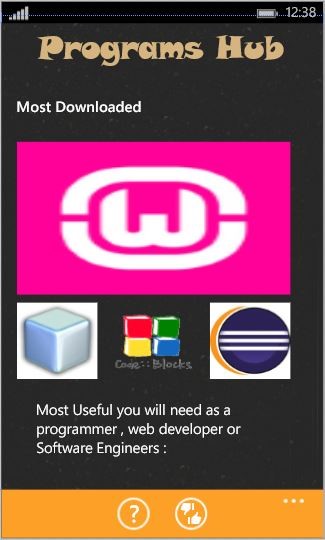 12:38
Programs Hub
Most Downloaded
W
Code::Blocks
Most Useful you will need as a
programmer , web developer or
Software Engineers :
?
...